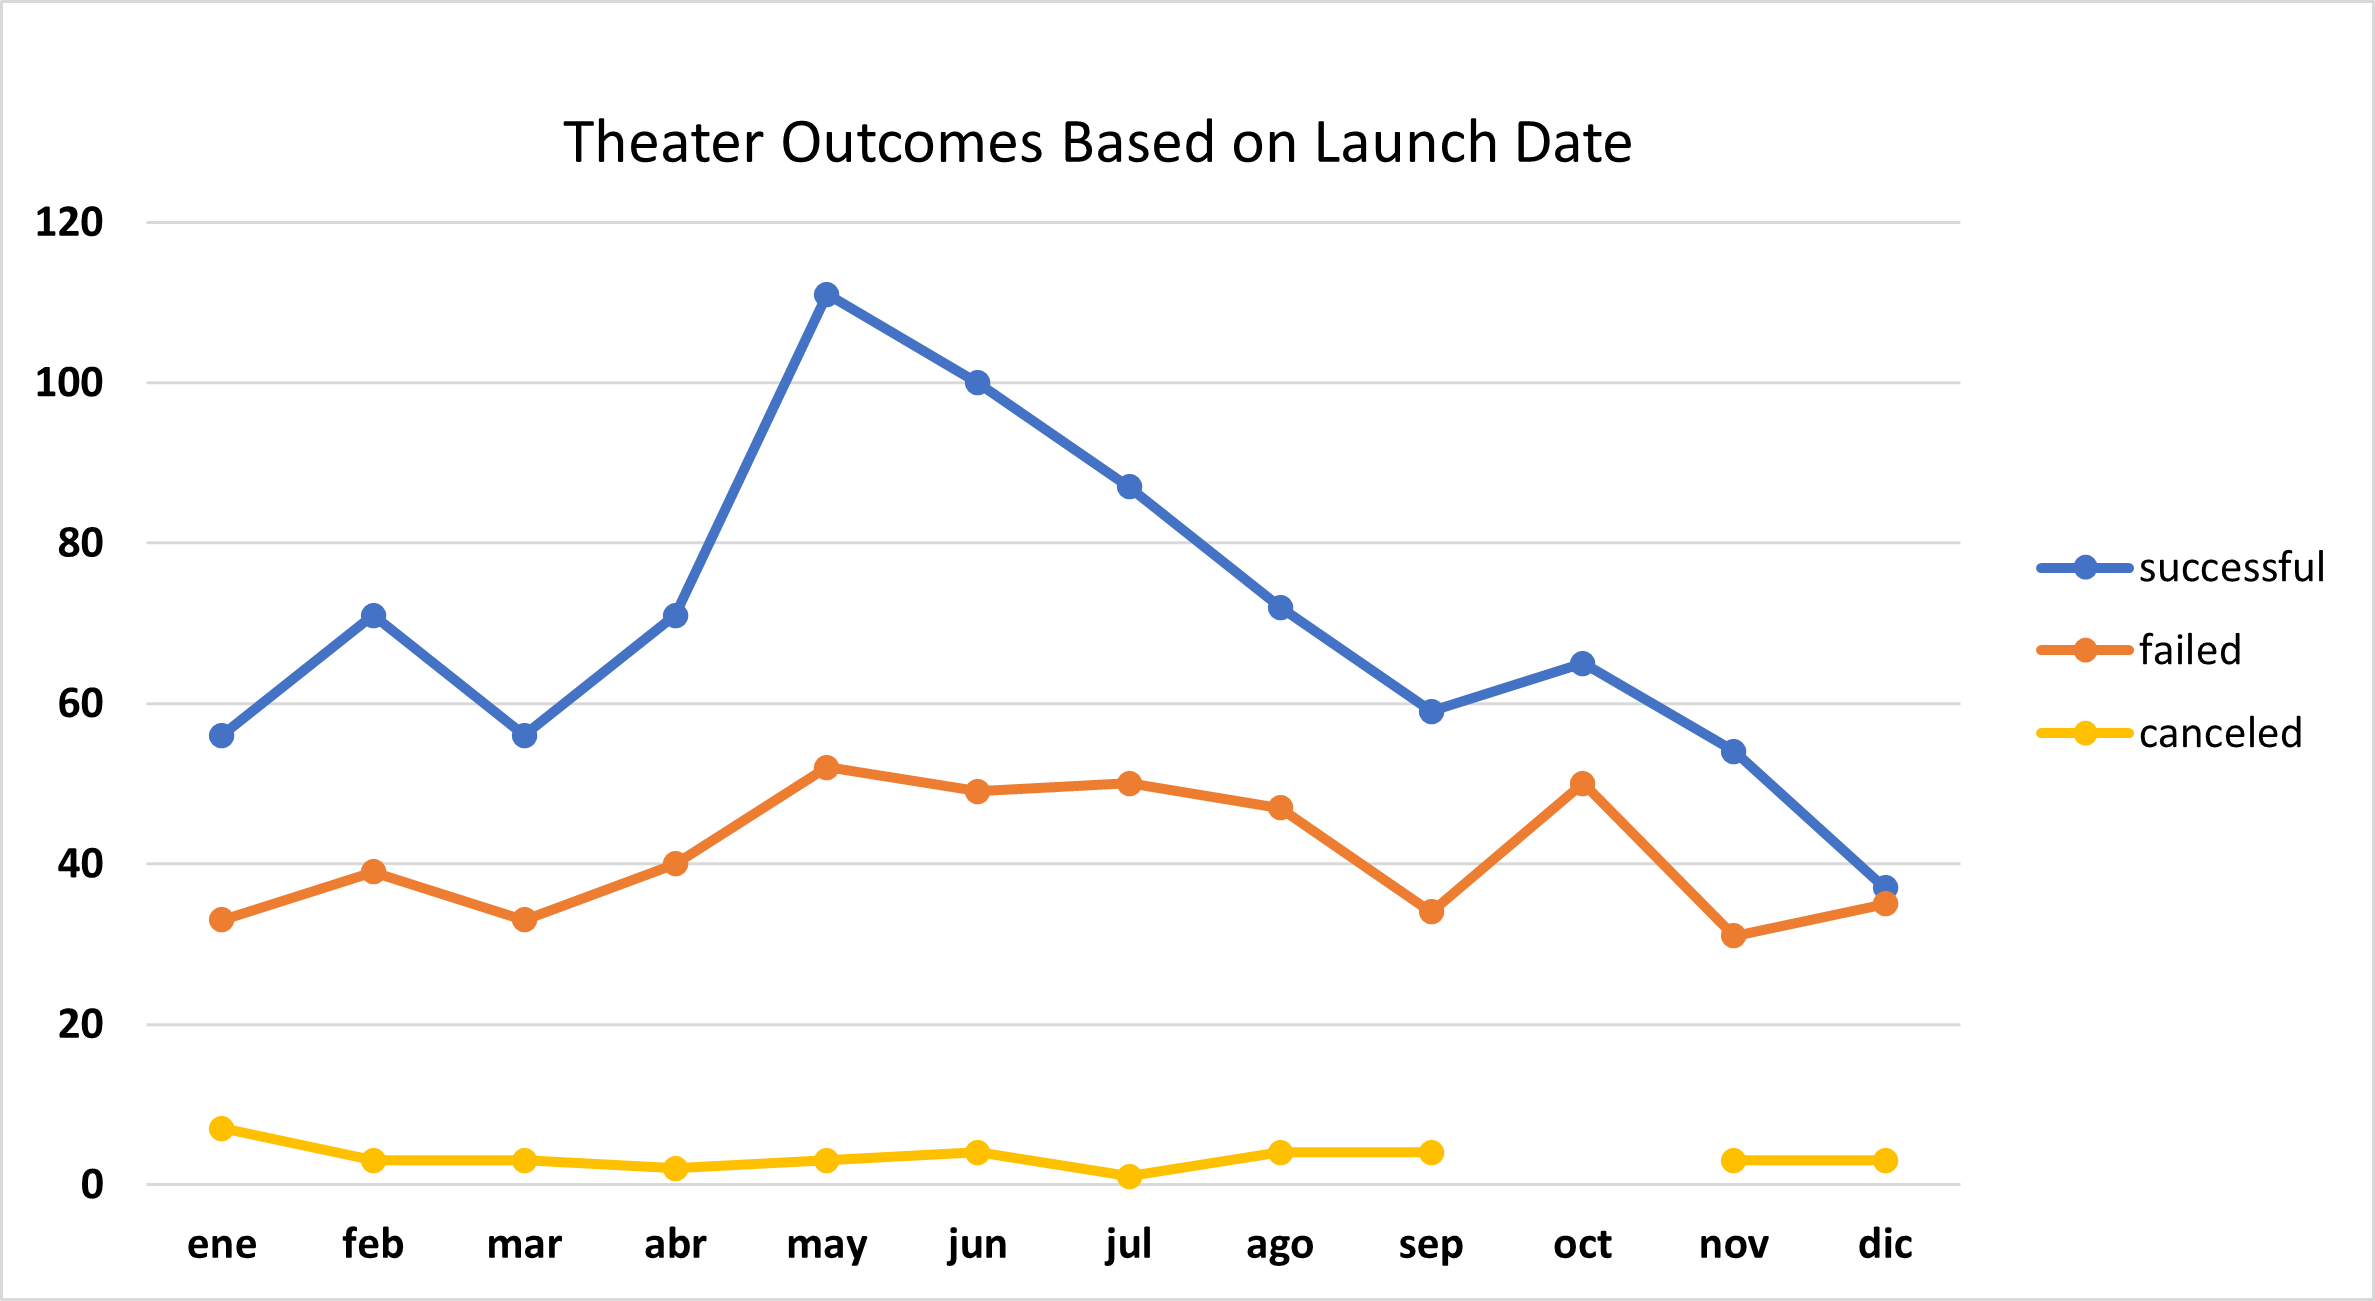 Theater Outcomes Based on Launch Date
120
100
80
60
40
20
0
ene feb mar abr may jun jul ago sep oct nov dic
successful
failed
canceled